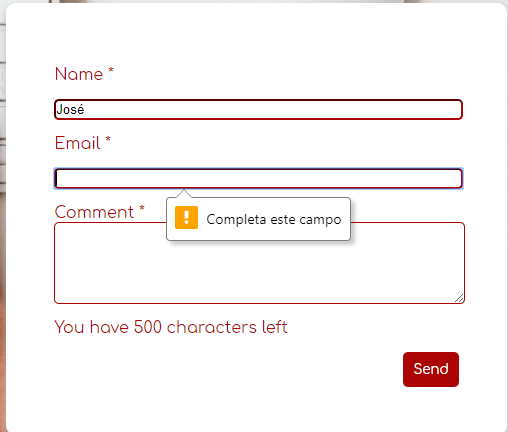 Name *
José
Email *
Comment *
Completa este campo
You have 500 characters left
Send